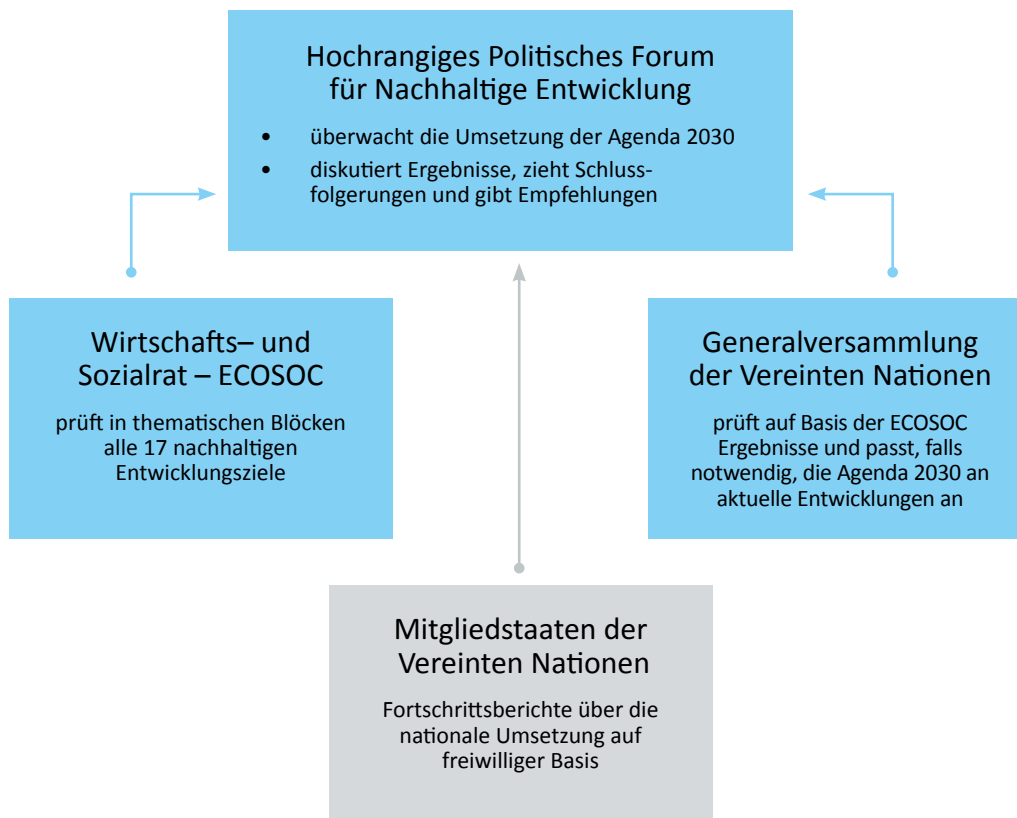 Hochrangiges Politisches Forum
für Nachhaltige Entwicklung
• überwacht die Umsetzung der Agenda 2030
• diskutiert Ergebnisse, zieht Schluss-
folgerungen und gibt Empfehlungen
Wirtschafts– und
Sozialrat – ECOSOC
prüft in thematischen Blöcken
alle 17 nachhaltigen
Entwicklungsziele
Generalversammlung
der Vereinten Nationen
prüft auf Basis der ECOSOC
Ergebnisse und passt, falls
notwendig, die Agenda 2030 an
aktuelle Entwicklungen an
Mitgliedstaaten der
Vereinten Nationen
Fortschrittsberichte über die
nationale Umsetzung auf
freiwilliger Basis